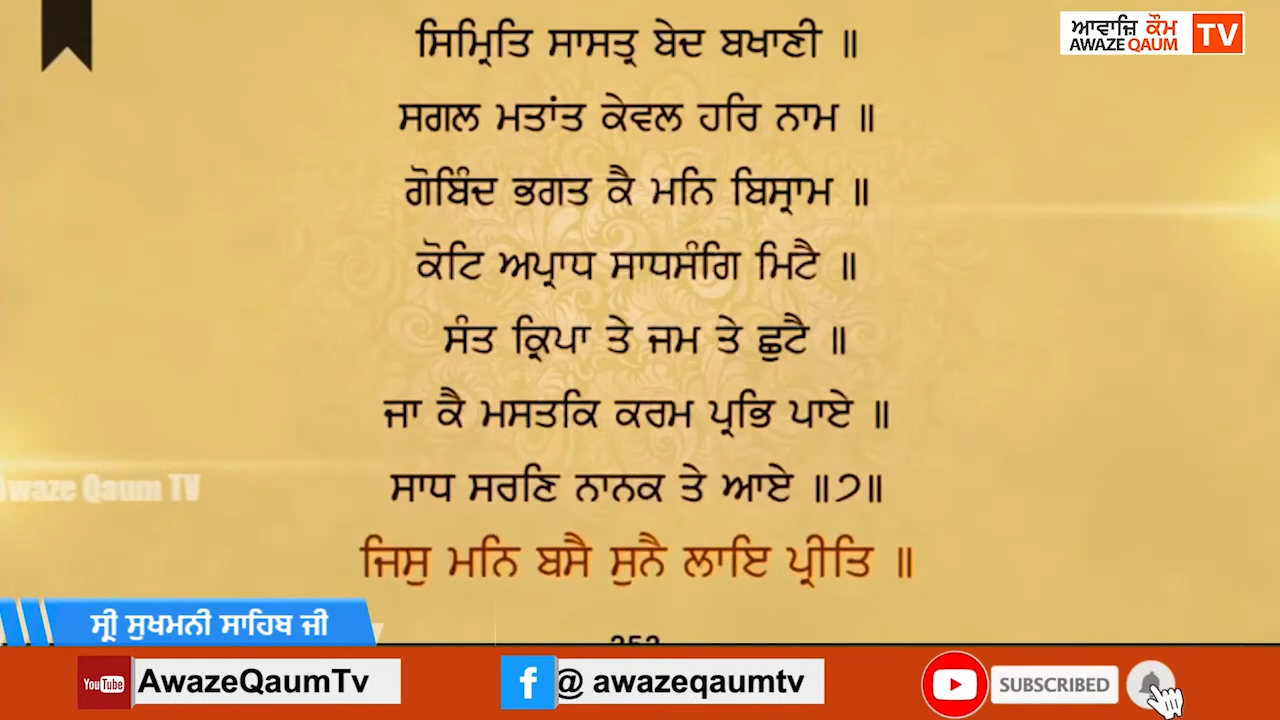 ਸਿਮ੍ਰਿਤਿ ਸਾਸਤ੍ਰ ਬੇਦ ਬਖਾਣੀ ॥
ਆਵਾਜ਼ਿ ਕੌਮ
AWAZE QAUM
TV
ਸਗਲ ਮਤਾਂਤ ਕੇਵਲ ਹਰਿ ਨਾਮ ॥
ਗੋਬਿੰਦ ਭਗਤ ਕੈ ਮਨਿ ਬਿਸ੍ਰਾਮ ॥
ਕੋਟਿ ਅਪ੍ਰਾਧ ਸਾਧਸੰਗਿ ਮਿਟੈ ॥
ਸੰਤ ਕ੍ਰਿਪਾ ਤੇ ਜਮ ਤੇ ਛੁਟੈ ॥
ਜਾ ਕੈ ਮਸਤਕਿ ਕਰਮ ਪ੍ਰਭਿ ਪਾਏ ॥
ਸਾਧ ਸਰਣਿ ਨਾਨਕ ਤੇ ਆਏ ॥੭॥
Awaze Qaum TV
ਜਿਸੁ ਮਨਿ ਬਸੈ ਸੁਨੈ ਲਾਇ ਪ੍ਰੀਤਿ ॥
ਸ੍ਰੀ ਸੁਖਮਨੀ ਸਾਹਿਬ ਜੀ
YouTube AwazeQaumTv
f @ awazeqaumtv
SUBSCRIBED